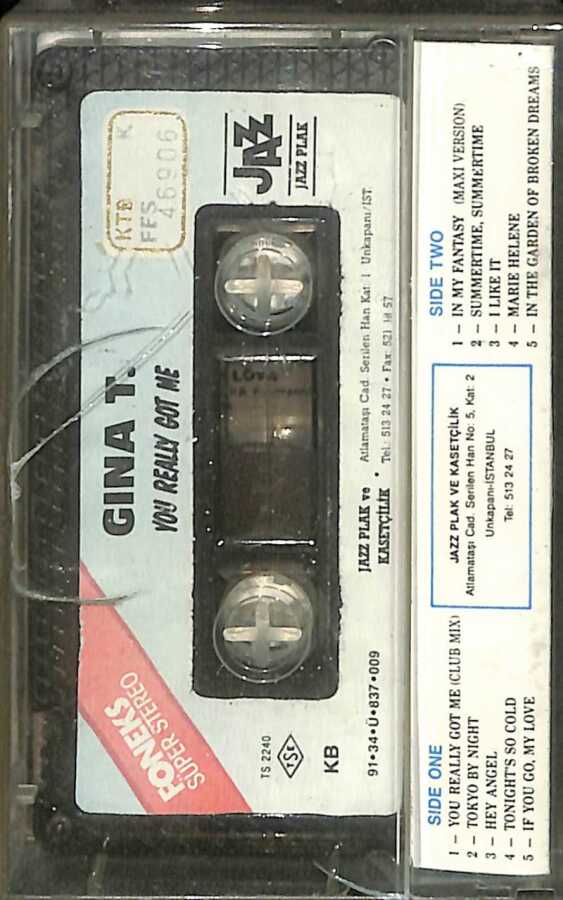 KTB K
FES
46906
JAZZ
JAZZ PLAK
GINA T.
YOU REALLY GOT ME
FONEKS
SÜPER STEREO
TS 2240
TSE
KB
91•34•Ü•837•009
JAZZ PLAK ve
KASETÇİLİK
Atlamataşı Cad. Serilen Han Kat: 1 Unkapanı/İST.
Tel: 513 24 27 • Fax: 521 18 57
SIDE ONE
1 – YOU REALLY GOT ME (CLUB MIX)
2 – TOKYO BY NIGHT
3 – HEY ANGEL
4 – TONIGHT'S SO COLD
5 – IF YOU GO, MY LOVE
JAZZ PLAK VE KASETÇİLİK
Atlamataşı Cad. Serilen Han No: 5, Kat: 2
Unkapanı-İSTANBUL
Tel: 513 24 27
SIDE TWO
1 – IN MY FANTASY (MAXI VERSION)
2 – SUMMERTIME, SUMMERTIME
3 – I LIKE IT
4 – MARIE HELENE
5 – IN THE GARDEN OF BROKEN DREAMS